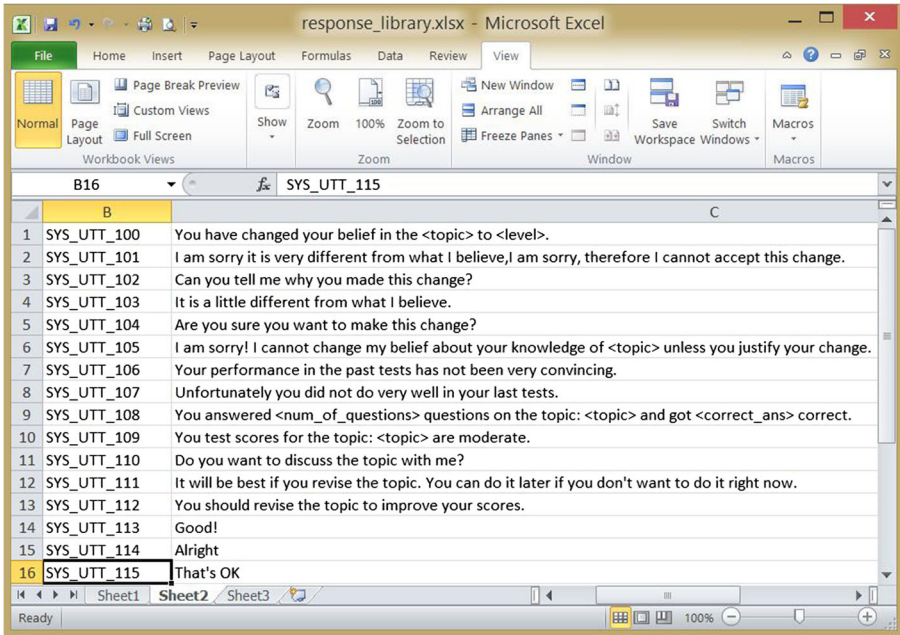 response_library.xlsx - Microsoft Excel
File Home Insert Page Layout Formulas Data Review View
Normal
Page Layout
Page Break Preview
Custom Views
Full Screen
Workbook Views
Show
Zoom
100%
Zoom to Selection
Zoom
New Window
Arrange All
Freeze Panes
Save Workspace
Switch Windows
Window
Macros
Macros
B16 fx SYS_UTT_115
B C
1 SYS_UTT_100 You have changed your belief in the <topic> to <level>.
2 SYS_UTT_101 I am sorry it is very different from what I believe,I am sorry, therefore I cannot accept this change.
3 SYS_UTT_102 Can you tell me why you made this change?
4 SYS_UTT_103 It is a little different from what I believe.
5 SYS_UTT_104 Are you sure you want to make this change?
6 SYS_UTT_105 I am sorry! I cannot change my belief about your knowledge of <topic> unless you justify your change.
7 SYS_UTT_106 Your performance in the past tests has not been very convincing.
8 SYS_UTT_107 Unfortunately you did not do very well in your last tests.
9 SYS_UTT_108 You answered <num_of_questions> questions on the topic: <topic> and got <correct_ans> correct.
10 SYS_UTT_109 You test scores for the topic: <topic> are moderate.
11 SYS_UTT_110 Do you want to discuss the topic with me?
12 SYS_UTT_111 It will be best if you revise the topic. You can do it later if you don't want to do it right now.
13 SYS_UTT_112 You should revise the topic to improve your scores.
14 SYS_UTT_113 Good!
15 SYS_UTT_114 Alright
16 SYS_UTT_115 That's OK
Sheet1 Sheet2 Sheet3
Ready 100%